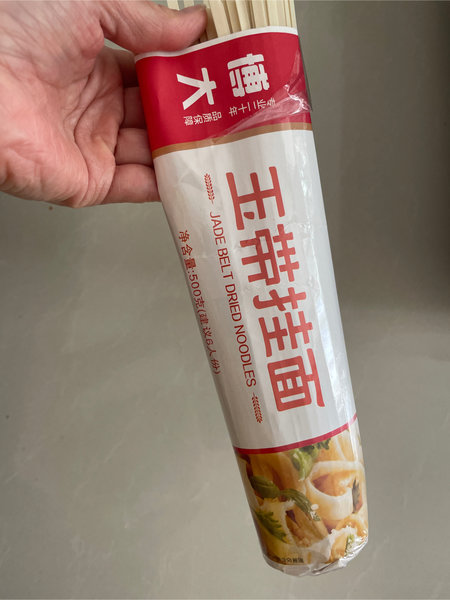 博大
专业二十年
品质保障
玉带挂面
JADE BELT DRIED NOODLES
净含量:500克(建议6人份)